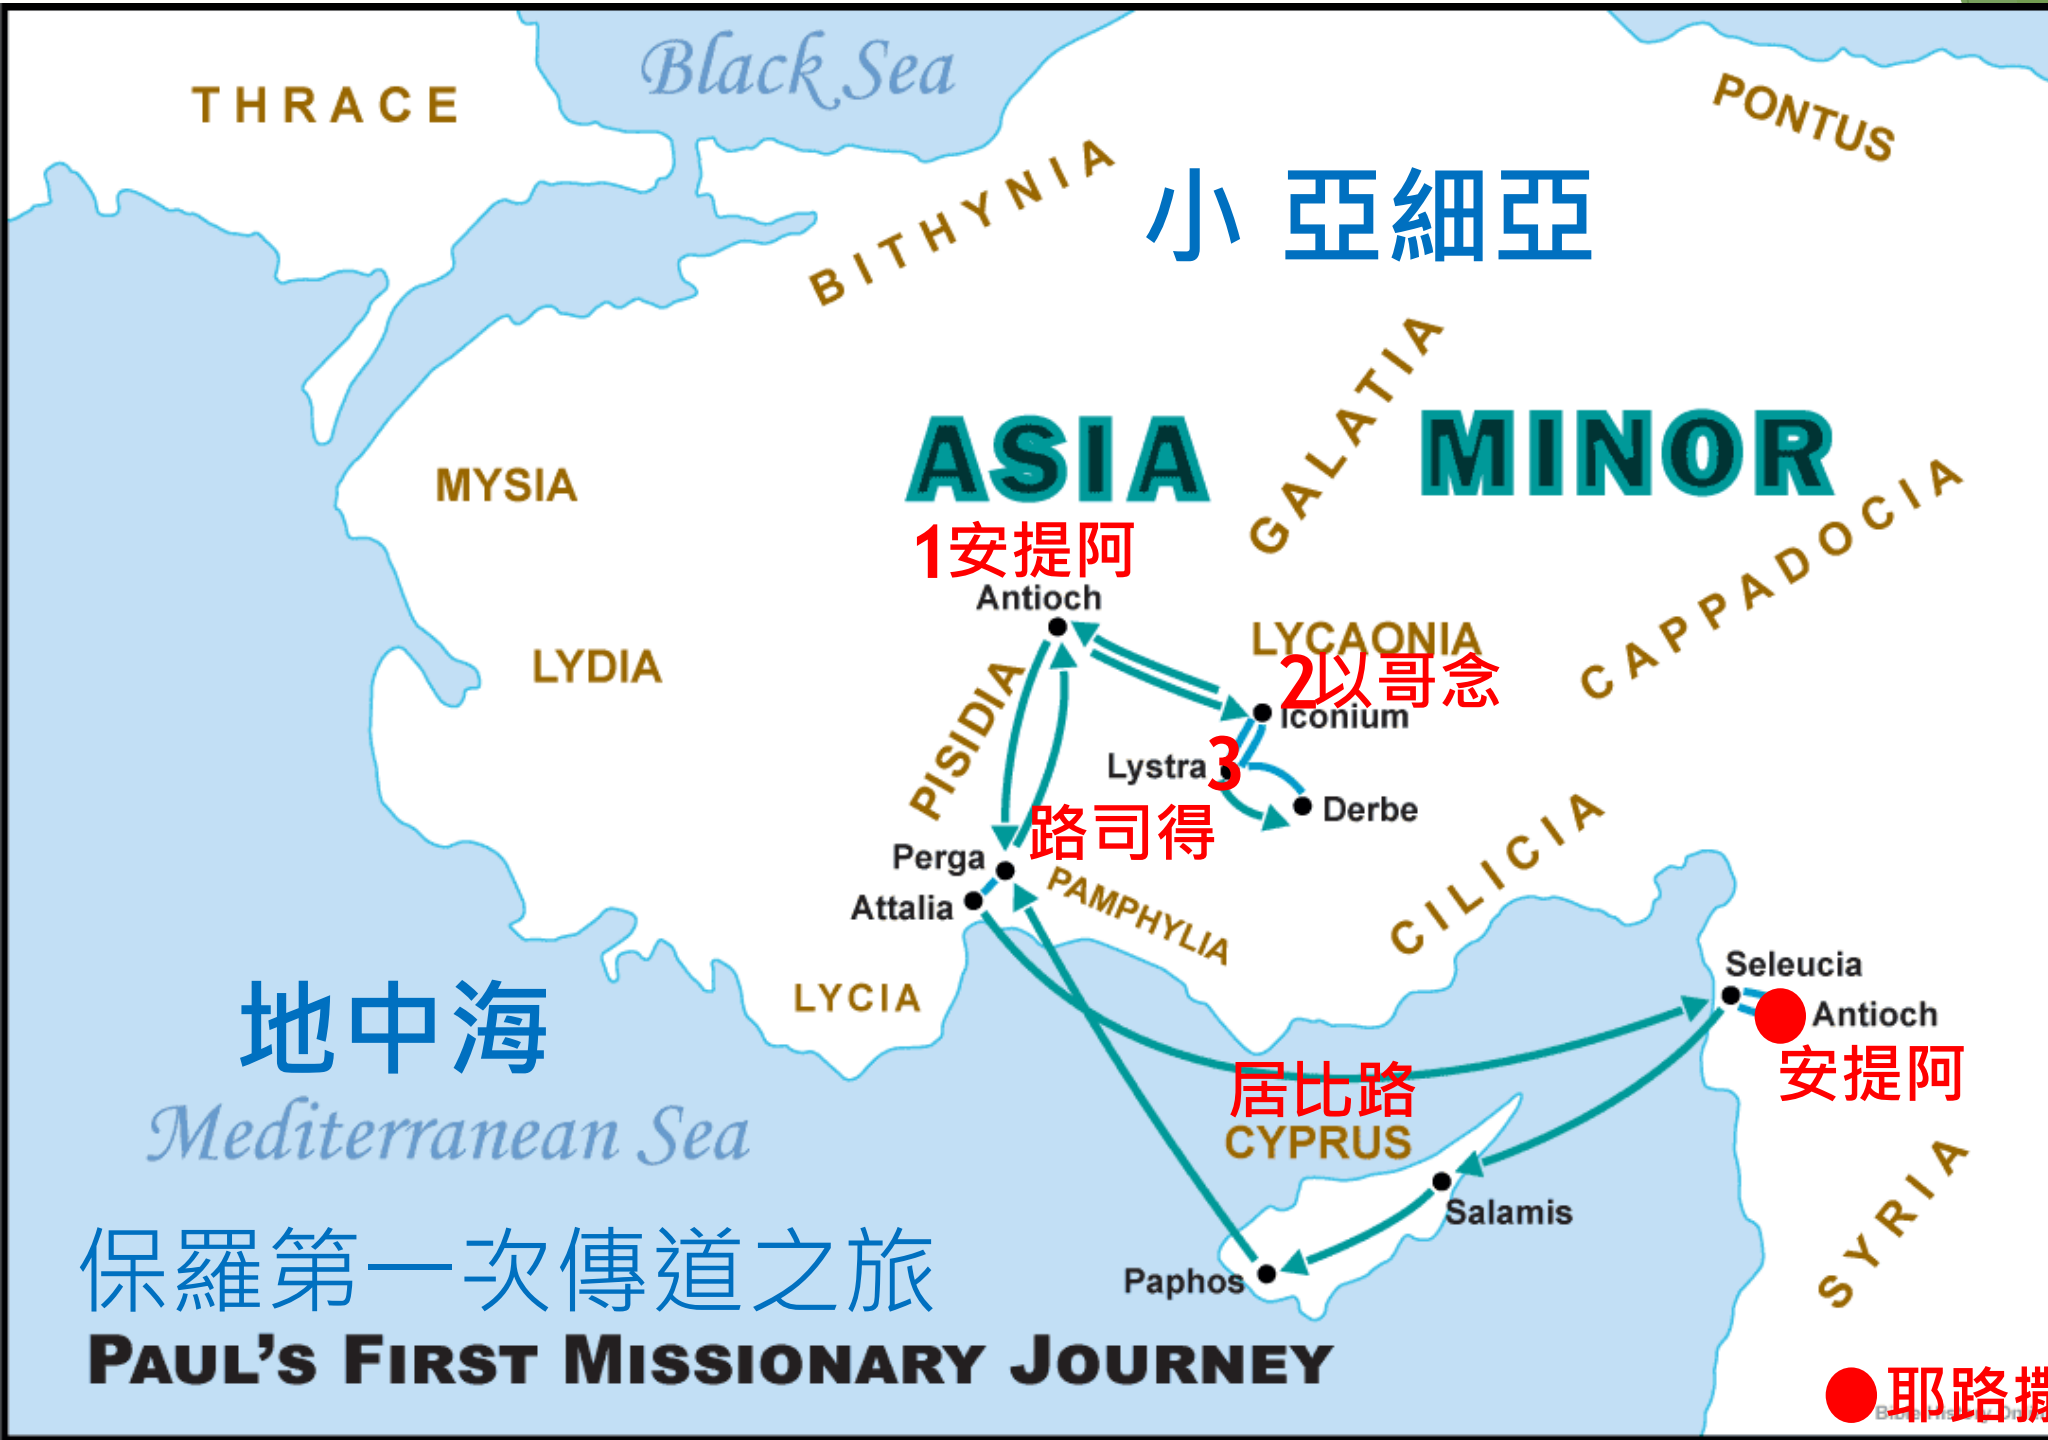 Black Sea
THRACE
PONTUS
BITHYNIA
小 亞細亞
GALATIA
ASIA MINOR
MYSIA
CAPPADOCIA
1安提阿
Antioch
LYCAONIA
2以哥念
Iconium
LYDIA
PISIDIA
3
Lystra
Derbe
路司得
Perga
PAMPHYLIA
Attalia
CILICIA
LYCIA
Seleucia
Antioch
安提阿
地中海
Mediterranean Sea
居比路
CYPRUS
Salamis
SYRIA
Paphos
保羅第一次傳道之旅
PAUL'S FIRST MISSIONARY JOURNEY
耶路撒